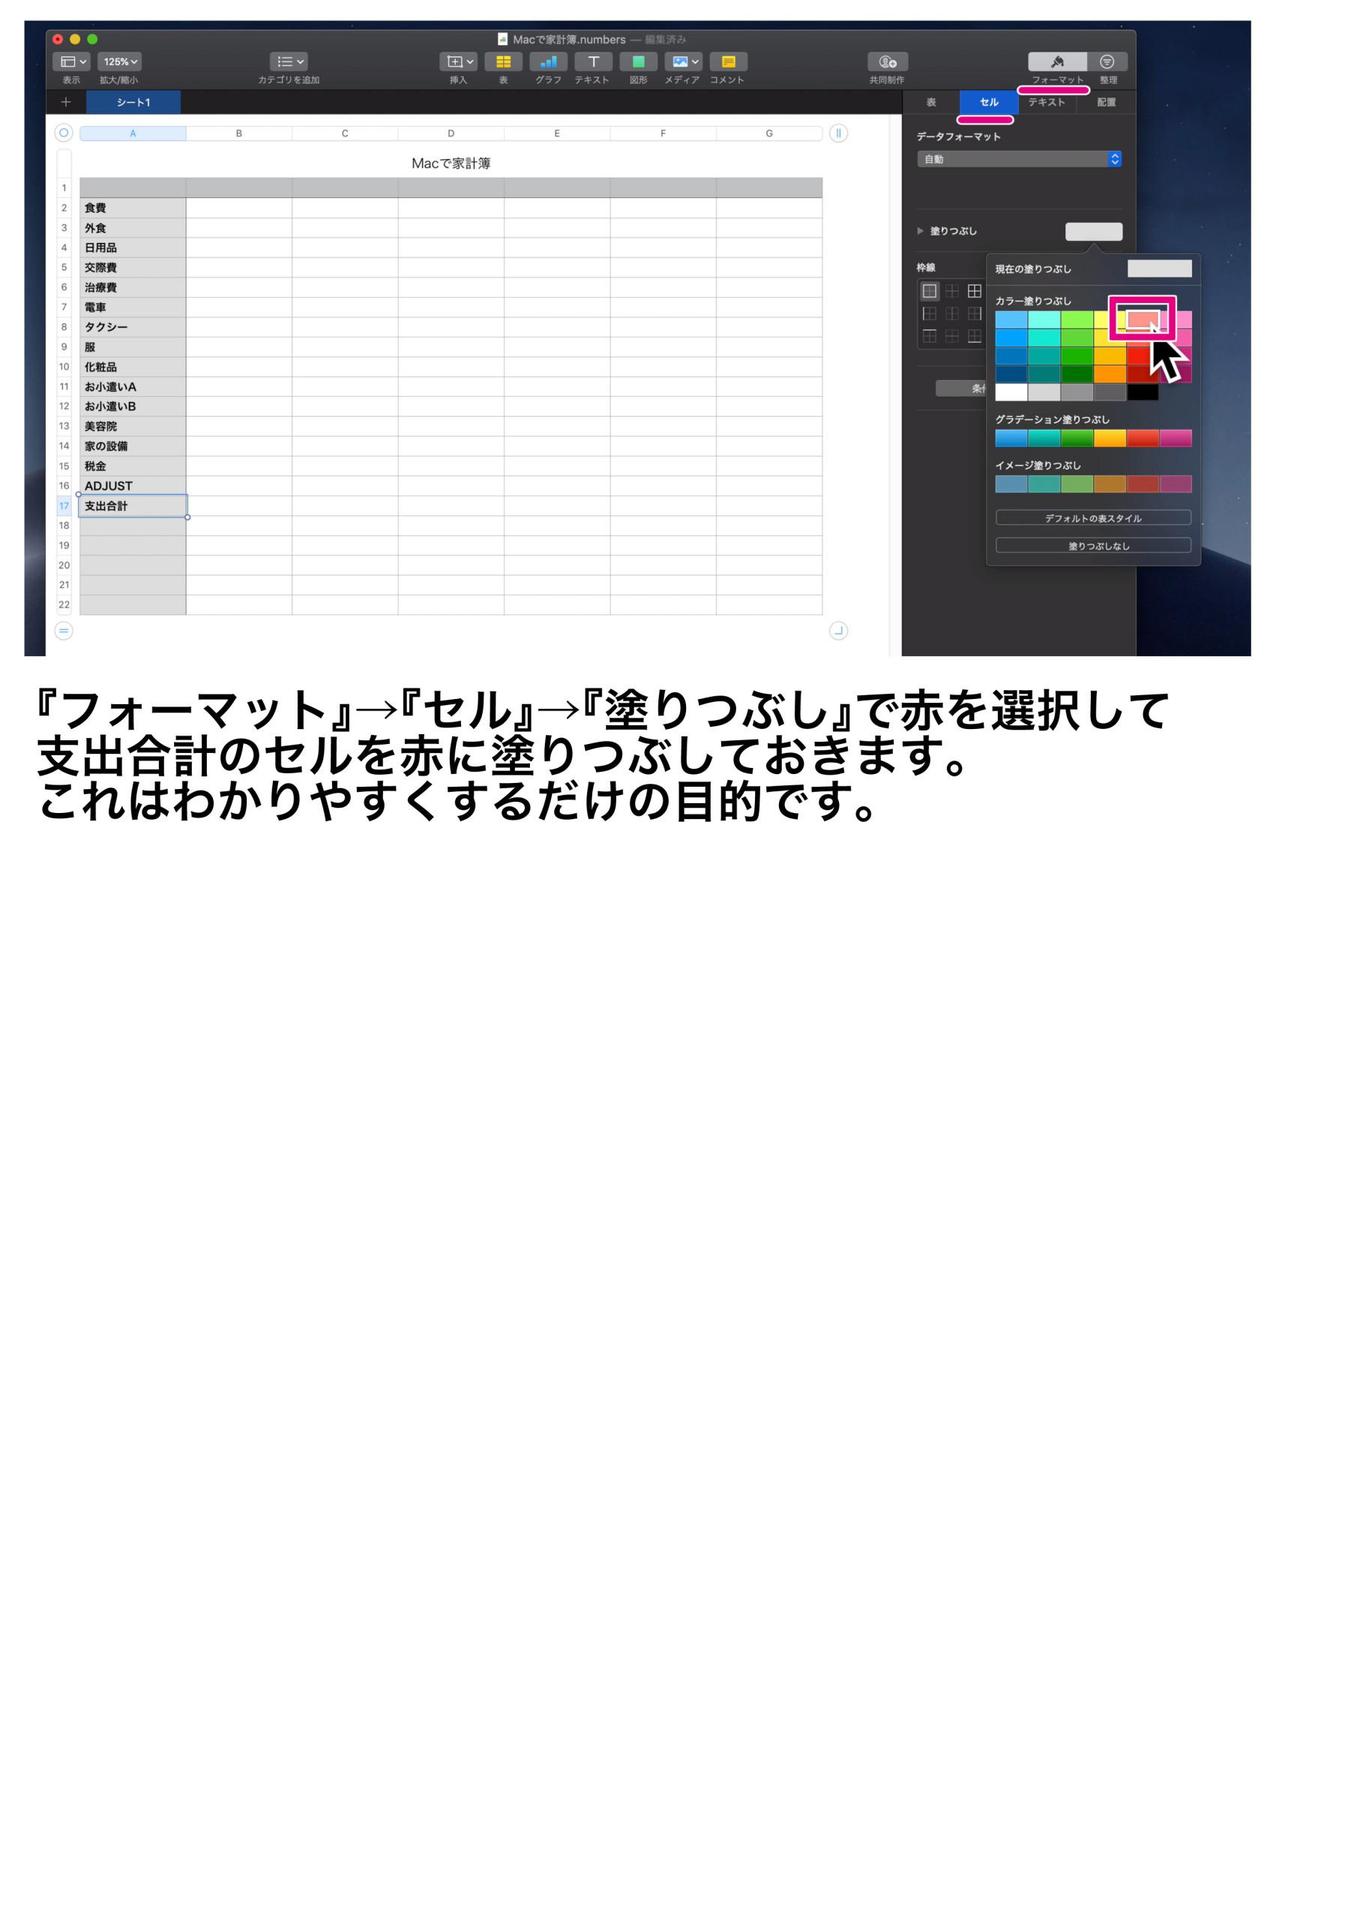 Macで家計簿.numbers — 編集済み
125%
表示
拡大/縮小
カテゴリを追加
挿入
表
グラフ
テキスト
図形
メディア
コメント
共同制作
フォーマット
整理
シート1
表
セル
テキスト
配置
A
B
C
D
E
F
G
Macで家計簿
1
2 食費
3 外食
4 日用品
5 交際費
6 治療費
7 電車
8 タクシー
9 服
10 化粧品
11 お小遣いA
12 お小遣いB
13 美容院
14 家の設備
15 税金
16 ADJUST
17 支出合計
18
19
20
21
22
データフォーマット
自動
塗りつぶし
枠線
現在の塗りつぶし
カラー塗りつぶし
グラデーション塗りつぶし
イメージ塗りつぶし
デフォルトの表スタイル
塗りつぶしなし
『フォーマット』→『セル』→『塗りつぶし』で赤を選択して
支出合計のセルを赤に塗りつぶしておきます。
これはわかりやすくするだけの目的です。